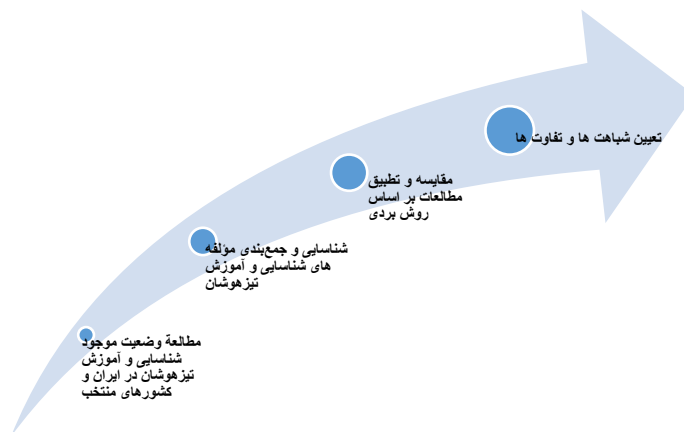 تعیین شباهت ها و تفاوت ها
مقایسه و تطبیق
مطالعات بر اساس
روش بردی
شناسایی و جمع‌بندی مؤلفه
های شناسایی و آموزش
تیزهوشان
مطالعة وضعیت موجود
شناسایی و آموزش
تیزهوشان در ایران و
کشورهای منتخب